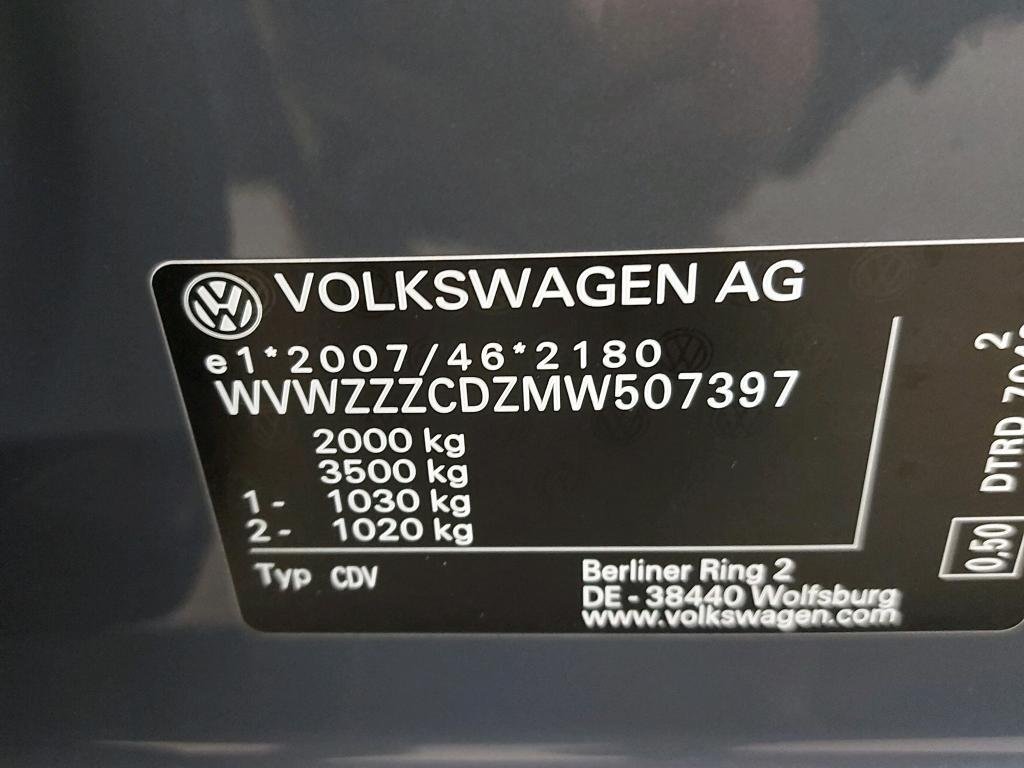 VOLKSWAGEN AG
e1*2007/46*2180
WVWZZZCDZMW507397
2000 kg
3500 kg
1- 1030 kg
2- 1020 kg
Typ CDV
Berliner Ring 2
DE - 38440 Wolfsburg
www.volkswagen.com
2
DTRD
0,50